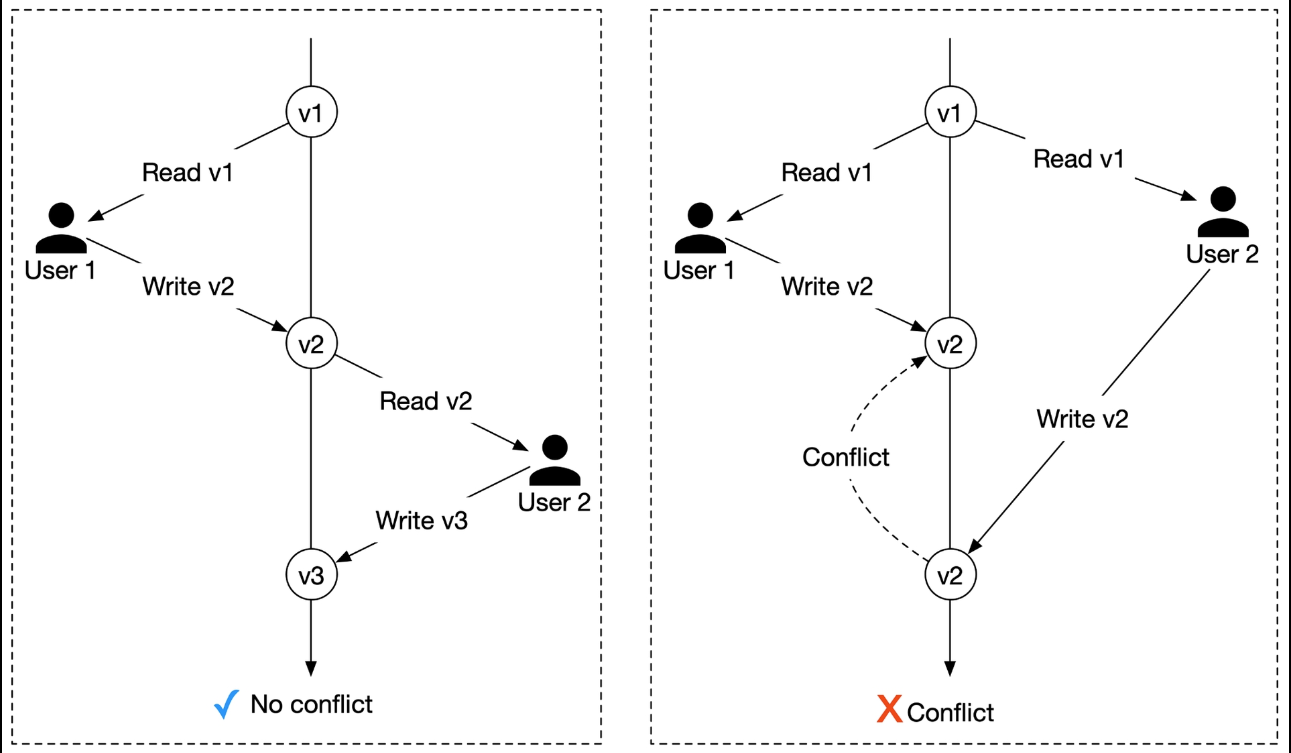 v1
Read v1
User 1
Write v2
v2
Read v2
User 2
Write v3
v3
No conflict
v1
Read v1
Read v1
User 1
User 2
Write v2
v2
Write v2
Conflict
v2
Conflict